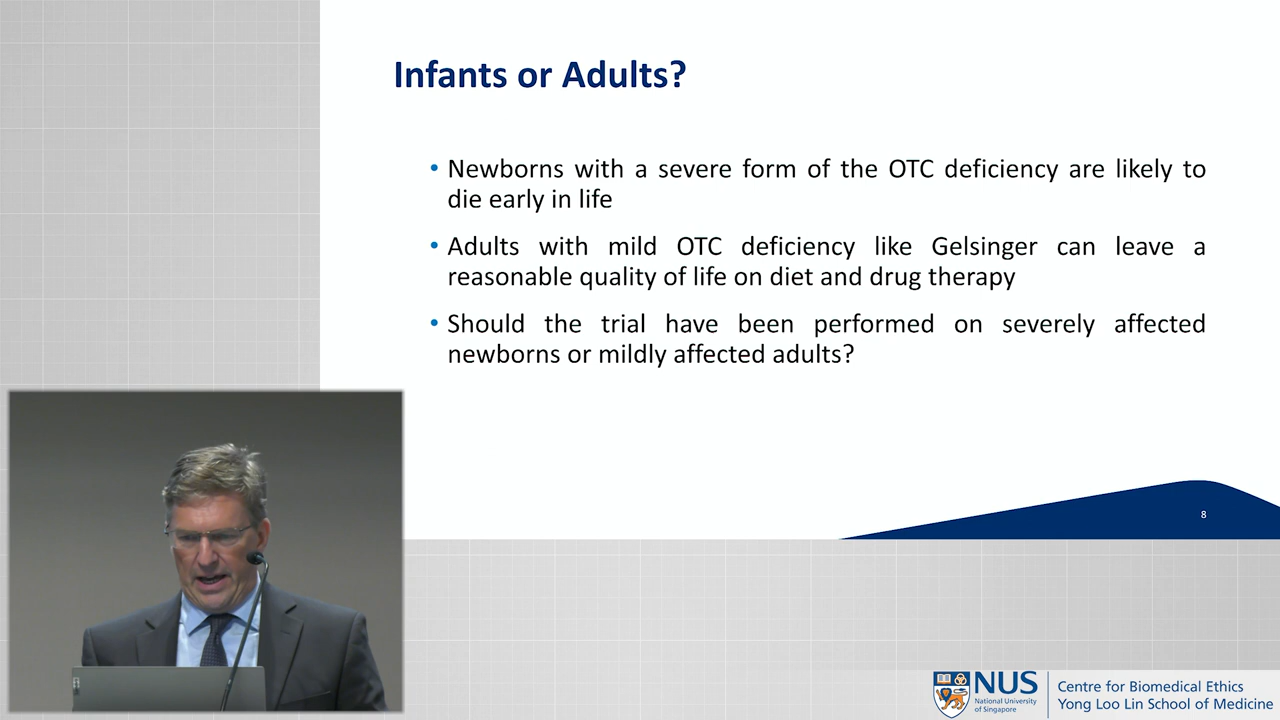 Infants or Adults?
• Newborns with a severe form of the OTC deficiency are likely to
die early in life
• Adults with mild OTC deficiency like Gelsinger can leave a
reasonable quality of life on diet and drug therapy
• Should the trial have been performed on severely affected
newborns or mildly affected adults?
8
NUS
National University
of Singapore
Centre for Biomedical Ethics
Yong Loo Lin School of Medicine